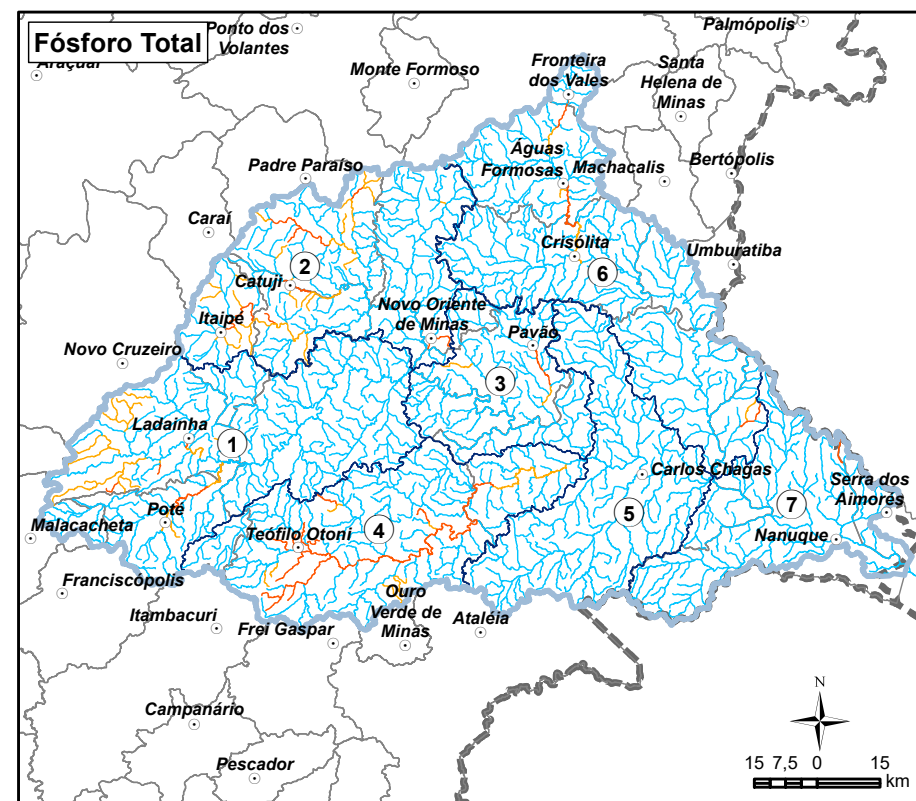 Fósforo Total
Ponto dos
Volantes
Araçuaí
Palmópolis
Monte Formoso
Fronteira
dos Vales
Santa
Helena de
Minas
Águas
Formosas
Machacalis
Bertópolis
Padre Paraíso
Caraí
Crisólita
Umburatiba
6
2
Catuji
Itaipé
Novo Oriente
de Minas
Pavão
Novo Cruzeiro
3
Ladainha
1
Carlos Chagas
Serra dos
Aimorés
Poté
Malacacheta
4
5
7
Teófilo Otoni
Nanuque
Franciscópolis
Ouro
Verde de
Minas
Itambacuri
Frei Gaspar
Ataléia
Campanário
Pescador
N
15 7,5 0 15
km